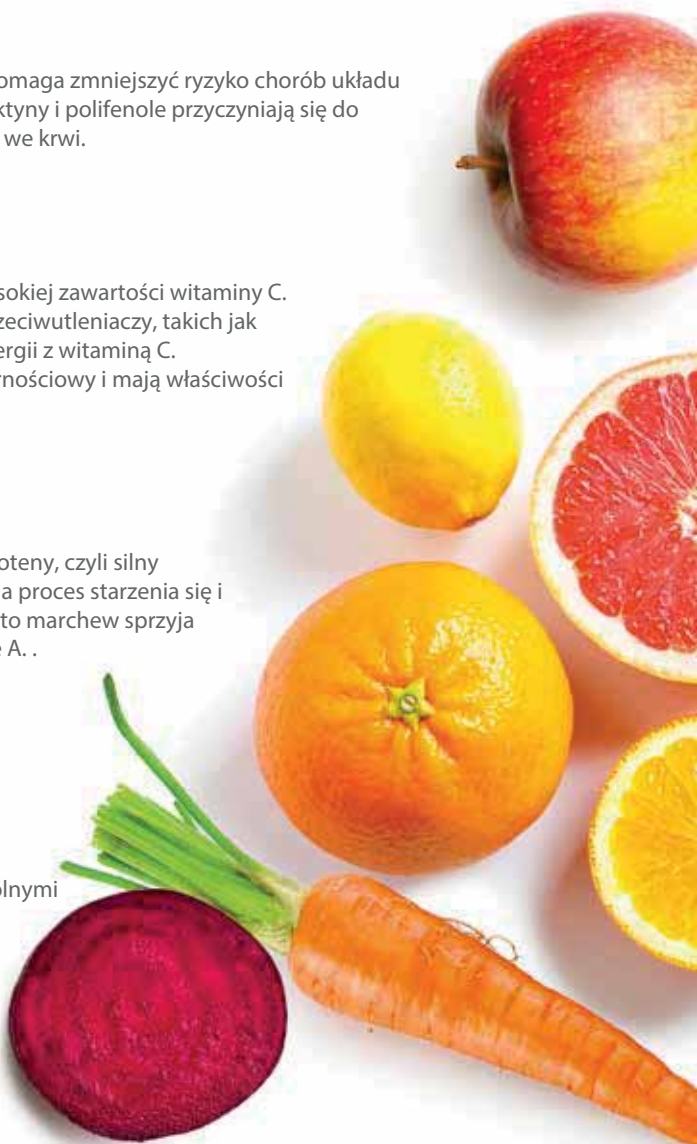 omaga zmniejszyć ryzyko chorób układu
ktyny i polifenole przyczyniają się do
we krwi.
sokiej zawartości witaminy C.
zeciwutleniaczy, takich jak
ergii z witaminą C.
rnościowy i mają właściwości
oteny, czyli silny
a proces starzenia się i
to marchew sprzyja
e A. .
olnymi